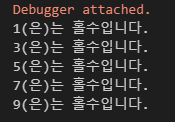 Debugger attached.
1(은)는 홀수입니다.
3(은)는 홀수입니다.
5(은)는 홀수입니다.
7(은)는 홀수입니다.
9(은)는 홀수입니다.